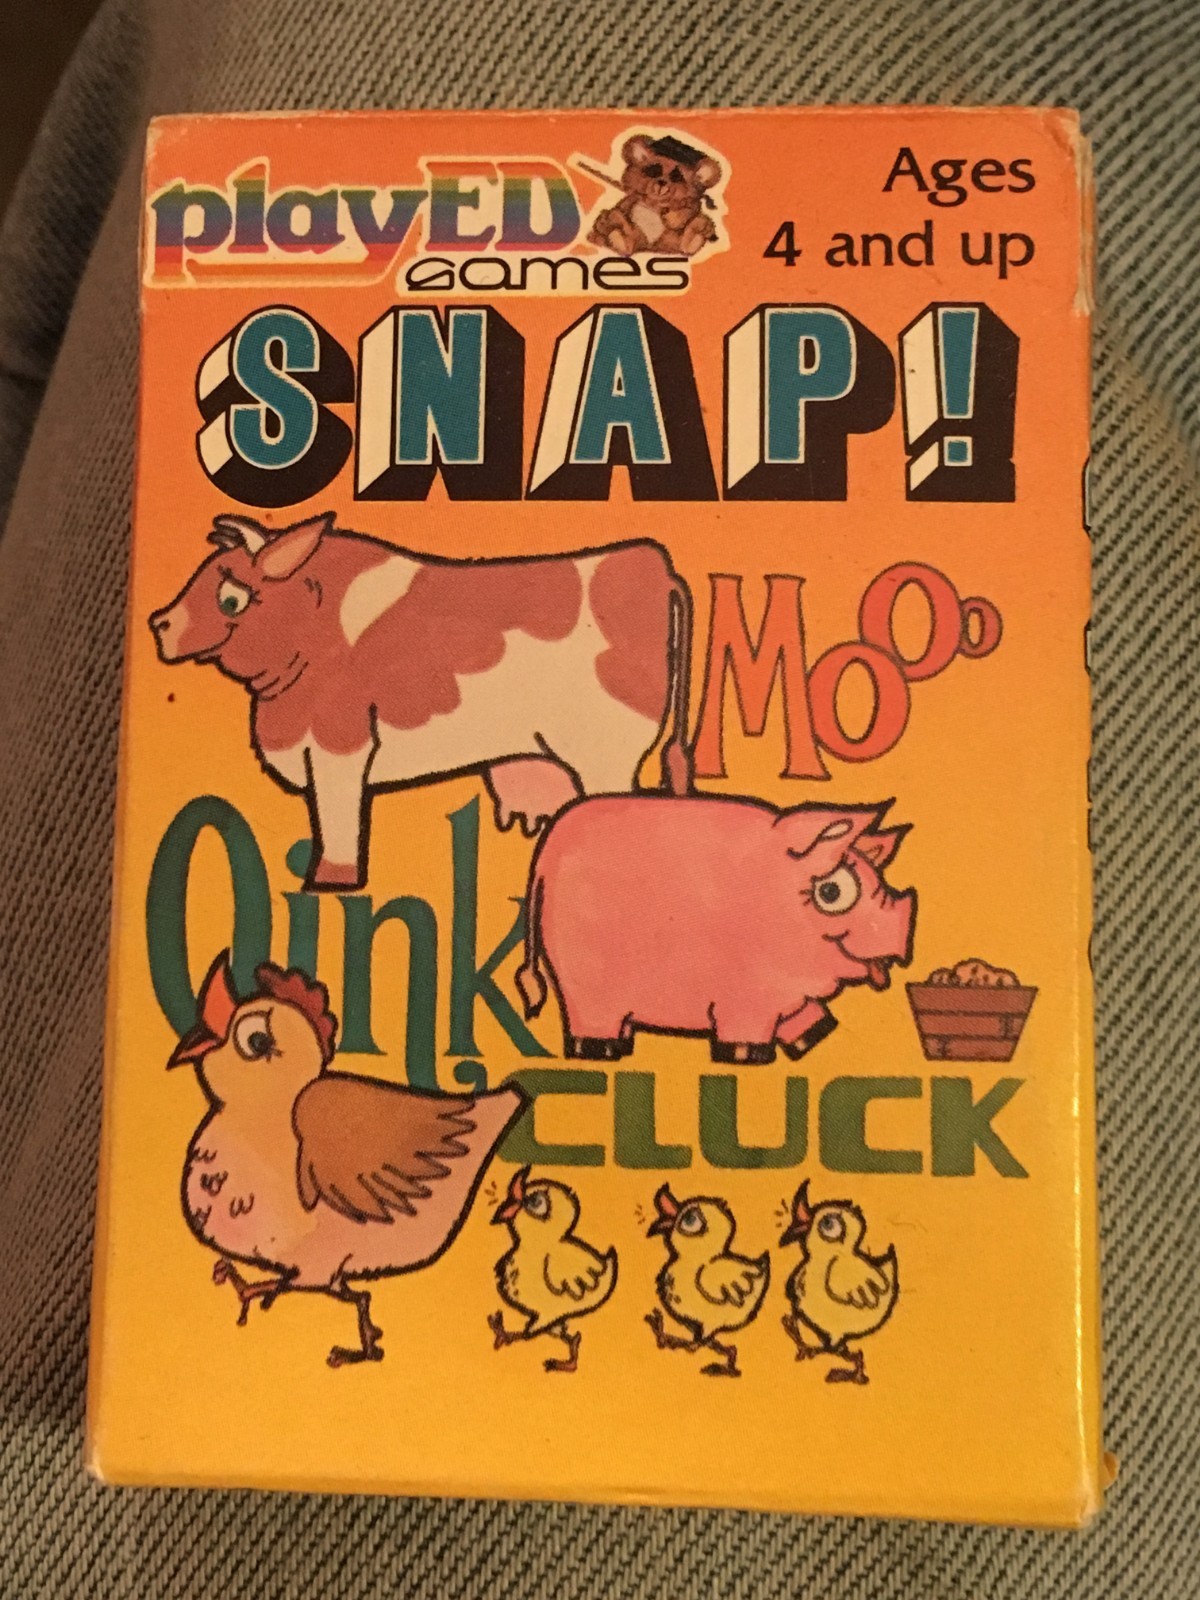 playED
games
Ages
4 and up
SNAP!
Mooo
Oink
CLUCK